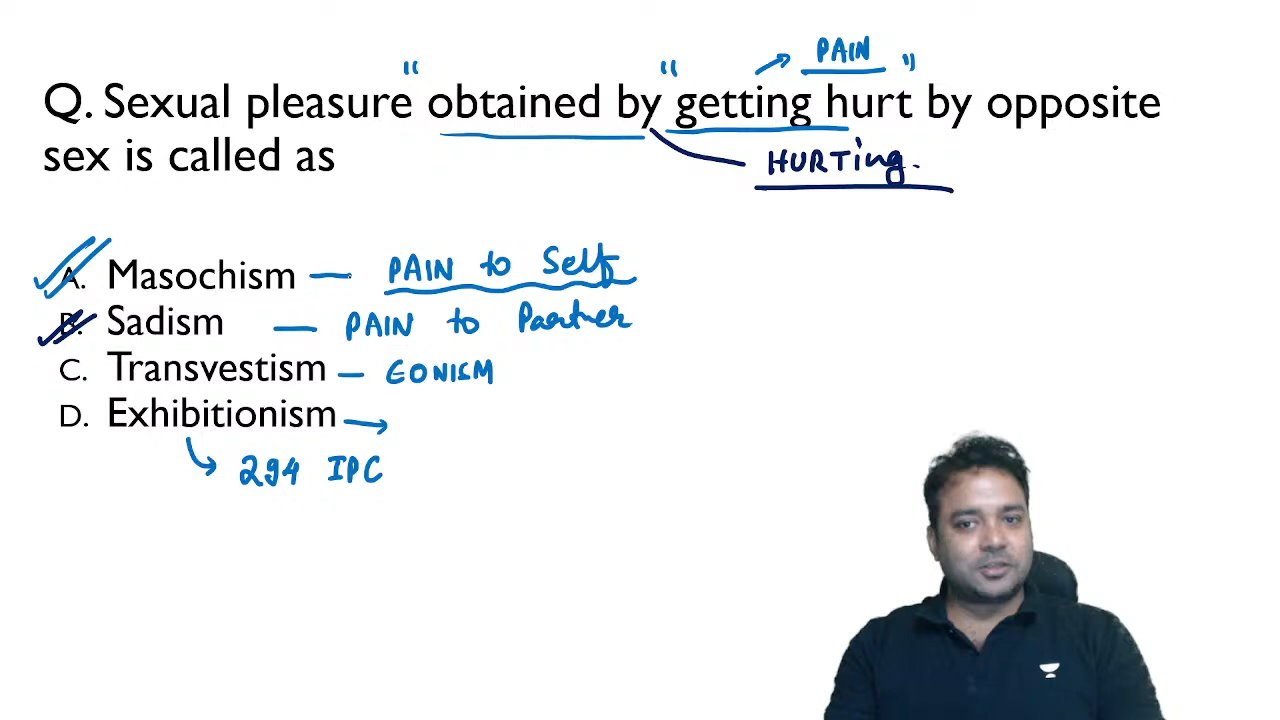 PAIN
Q. Sexual pleasure " obtained by " getting hurt " by opposite
sex is called as
HURTing.
A. Masochism — PAIN to Self
B. Sadism — PAIN to Partner
C. Transvestism — EONISM
D. Exhibitionism →
294 IPC